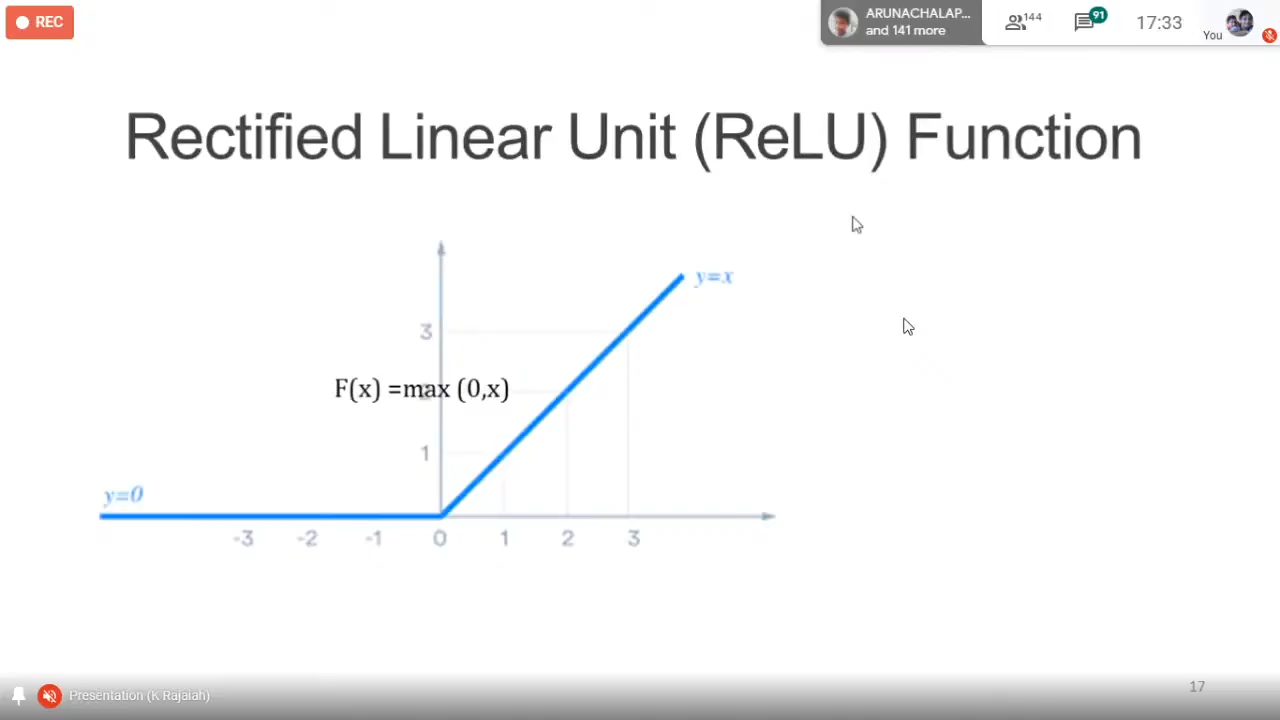 REC
ARUNACHALAP...
and 141 more
144
91
17:33
You
Rectified Linear Unit (ReLU) Function
y=x
3
F(x) =max (0,x)
1
y=0
-3 -2 -1 0 1 2 3
17
Presentation (K Rajaiah)